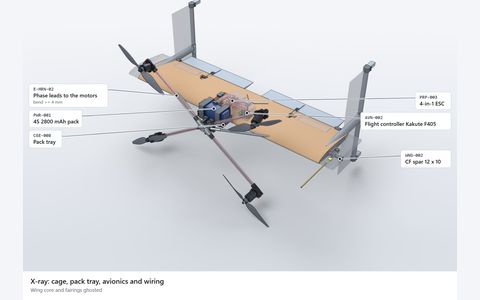 E-HRN-02
Phase leads to the motors
bend >= 4 mm
PWR-001
4S 2800 mAh pack
CGE-008
Pack tray
PRP-003
4-in-1 ESC
AVN-002
Flight controller Kakute F405
WNG-002
CF spar 12 x 10
X-ray: cage, pack tray, avionics and wiring
Wing core and fairings ghosted